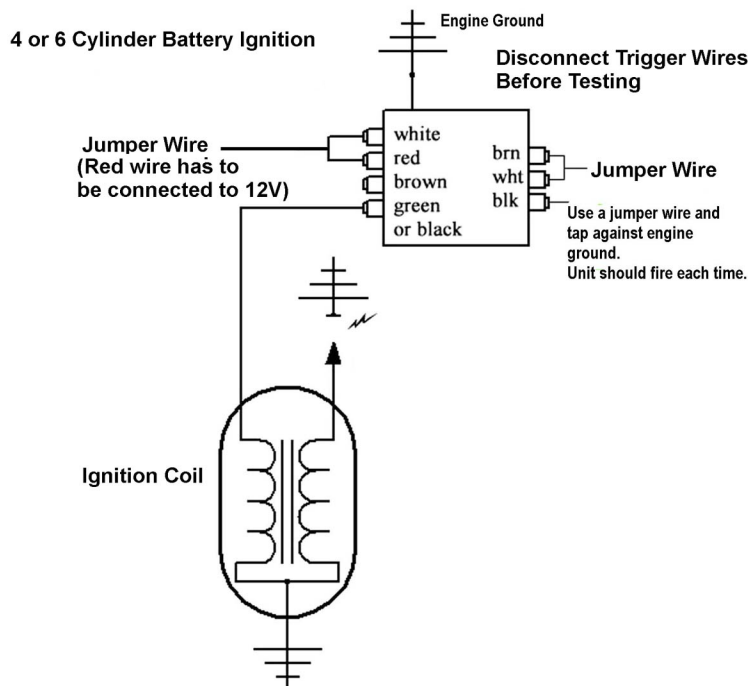 Engine Ground
4 or 6 Cylinder Battery Ignition
Disconnect Trigger Wires
Before Testing
Jumper Wire
(Red wire has to
be connected to 12V)
white
red
brown
green
or black
brn
wht
blk
Jumper Wire
Use a jumper wire and
tap against engine
ground.
Unit should fire each time.
Ignition Coil